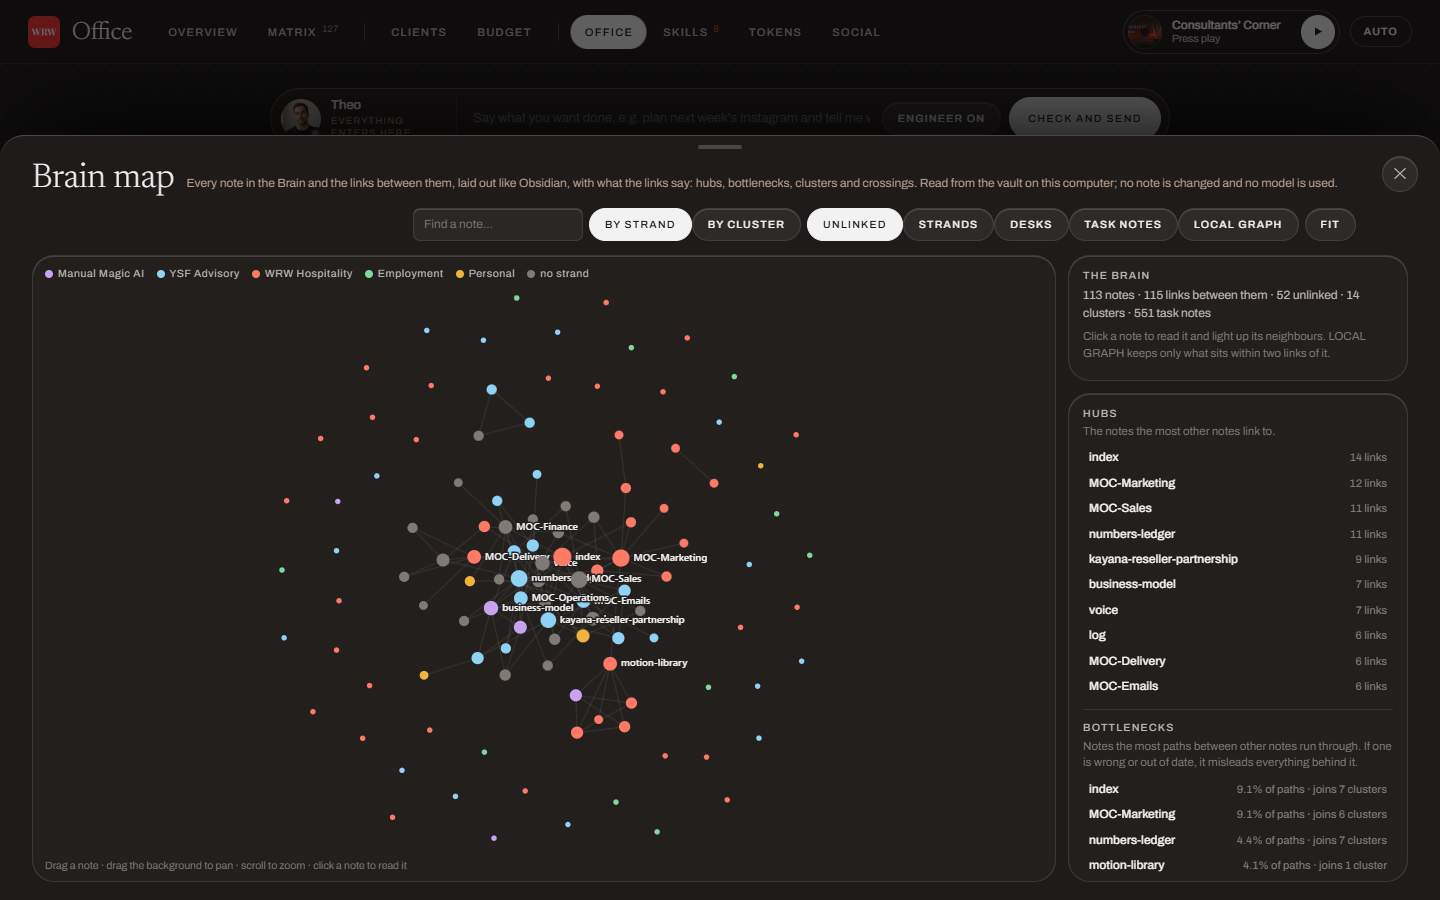 WRW Office OVERVIEW MATRIX 127 CLIENTS BUDGET OFFICE SKILLS 8 TOKENS SOCIAL Consultants' Corner AUTO
Press play
Theo
EVERYTHING
ENTERS HERE
Say what you want done, e.g. plan next week's Instagram and tell me ENGINEER ON CHECK AND SEND
Brain map Every note in the Brain and the links between them, laid out like Obsidian, with what the links say: hubs, bottlenecks, clusters and crossings. Read from the vault on this computer; no note is changed and no model is used.
Find a note... BY STRAND BY CLUSTER UNLINKED STRANDS DESKS TASK NOTES LOCAL GRAPH FIT
Manual Magic AI YSF Advisory WRW Hospitality Employment Personal no strand
MOC-Finance
MOC-Delivery index MOC-Marketing
voice
numbers MOC-Sales
MOC-Operations MOC-Emails
business-model
kayana-reseller-partnership
motion-library
Drag a note · drag the background to pan · scroll to zoom · click a note to read it
THE BRAIN
113 notes · 115 links between them · 52 unlinked · 14
clusters · 551 task notes
Click a note to read it and light up its neighbours. LOCAL
GRAPH keeps only what sits within two links of it.
HUBS
The notes the most other notes link to.
index 14 links
MOC-Marketing 12 links
MOC-Sales 11 links
numbers-ledger 11 links
kayana-reseller-partnership 9 links
business-model 7 links
voice 7 links
log 6 links
MOC-Delivery 6 links
MOC-Emails 6 links
BOTTLENECKS
Notes the most paths between other notes run through. If one
is wrong or out of date, it misleads everything behind it.
index 9.1% of paths · joins 7 clusters
MOC-Marketing 9.1% of paths · joins 6 clusters
numbers-ledger 4.4% of paths · joins 7 clusters
motion-library 4.1% of paths · joins 1 cluster